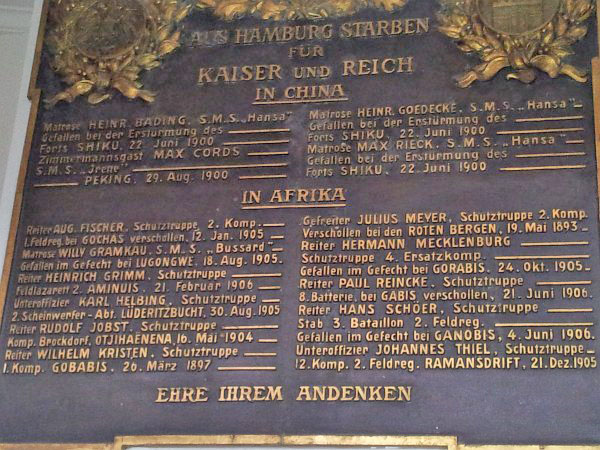 AUS HAMBURG STARBEN
FÜR
KAISER UND REICH
IN CHINA
Matrose HEINR. BADING, S.M.S. „Hansa"
Gefallen bei der Erstürmung des
Forts SHIKU, 22. Juni 1900
Zimmermannsgast MAX CORDS
S.M.S. „Jrene"
PEKING, 29. Aug. 1900
Matrose HEINR. GOEDECKE, S.M.S. „Hansa"
Gefallen bei der Erstürmung des
Forts SHIKU, 22. Juni 1900
Matrose MAX RIECK, S.M.S. „Hansa"
Gefallen bei der Erstürmung des
Forts SHIKU, 22. Juni 1900
IN AFRIKA
Reiter AUG. FISCHER, Schutztruppe 2. Komp.
1. Feldreg. bei GOCHAS verschollen, 12. Jan. 1905
Matrose WILLY GRAMKAU, S.M.S. „Bussard"
Gefallen im Gefecht bei LUGONGWE, 18. Aug. 1905.
Reiter HEINRICH GRIMM, Schutztruppe
Feldlazarett 2. AMINUIS, 21. Februar 1906
Unteroffizier KARL HELBING, Schutztruppe
2. Scheinwerfer-Abt. LÜDERITZBUCHT, 30. Aug. 1905
Reiter RUDOLF JOBST, Schutztruppe
Komp. Brockdorf, OTJIHAENENA, 16. Mai 1904
Reiter WILHELM KRISTEN, Schutztruppe
1. Komp. GOBABIS, 26. März 1897
Gefreiter JULIUS MEYER, Schutztruppe 2. Komp.
Verschollen bei den ROTEN BERGEN, 19. Mai 1893
Reiter HERMANN MECKLENBURG
Schutztruppe 4. Ersatzkomp.
Gefallen im Gefecht bei GORABIS, 24. Okt. 1905
Reiter PAUL REINCKE, Schutztruppe
8. Batterie, bei GABIS verschollen, 21. Juni 1906.
Reiter HANS SCHÖER, Schutztruppe
Stab 3. Bataillon 2. Feldreg.
Gefallen im Gefecht bei GANOBIS, 4. Juni 1906.
Unteroffizier JOHANNES THIEL, Schutztruppe
12. Komp. 2. Feldreg. RAMANSDRIFT, 21. Dez. 1905
EHRE IHREM ANDENKEN